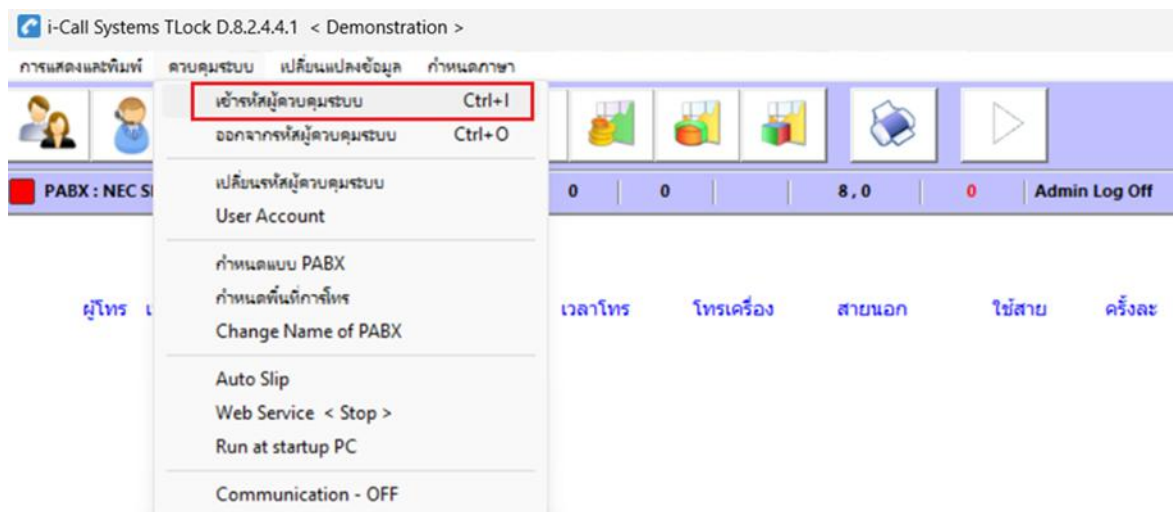 i-Call Systems TLock D.8.2.4.4.1 < Demonstration >
การแสดงและพิมพ์ ควบคุมระบบ เปลี่ยนแปลงข้อมูล กำหนดภาษา
เข้ารหัสผู้ควบคุมระบบ Ctrl+I
ออกจากรหัสผู้ควบคุมระบบ Ctrl+O
เปลี่ยนรหัสผู้ควบคุมระบบ
PABX : NEC 0 0 8 , 0 0 Admin Log Off
User Account
กำหนดแบบ PABX
กำหนดพื้นที่การโทร
ผู้โทร เวลาโทร โทรเครื่อง สายนอก ใช้สาย ครั้งละ
Change Name of PABX
Auto Slip
Web Service < Stop >
Run at startup PC
Communication - OFF